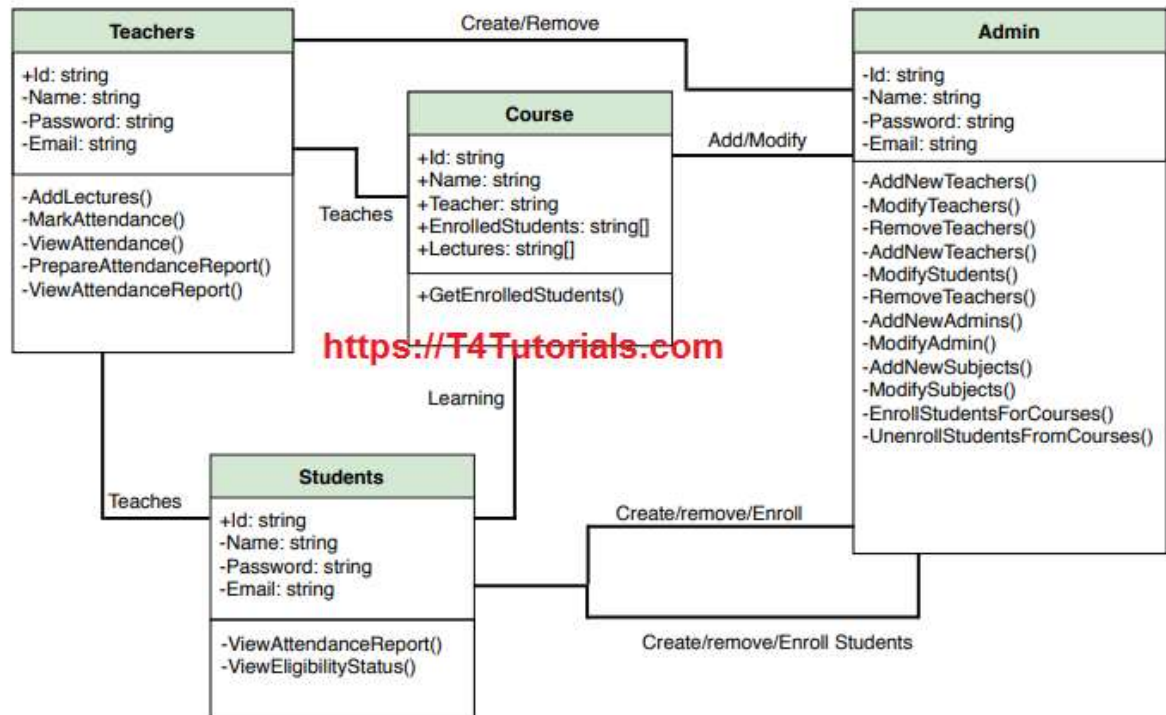 Teachers
+Id: string
-Name: string
-Password: string
-Email: string
-AddLectures()
-MarkAttendance()
-ViewAttendance()
-PrepareAttendanceReport()
-ViewAttendanceReport()
Create/Remove
Admin
-Id: string
-Name: string
-Password: string
-Email: string
-AddNewTeachers()
-ModifyTeachers()
-RemoveTeachers()
-AddNewTeachers()
-ModifyStudents()
-RemoveTeachers()
-AddNewAdmins()
-ModifyAdmin()
-AddNewSubjects()
-ModifySubjects()
-EnrollStudentsForCourses()
-UnenrollStudentsFromCourses()
Course
+Id: string
+Name: string
+Teacher: string
+EnrolledStudents: string[]
+Lectures: string[]
+GetEnrolledStudents()
Add/Modify
Teaches
https://T4Tutorials.com
Learning
Teaches
Students
+Id: string
-Name: string
-Password: string
-Email: string
-ViewAttendanceReport()
-ViewEligibilityStatus()
Create/remove/Enroll
Create/remove/Enroll Students